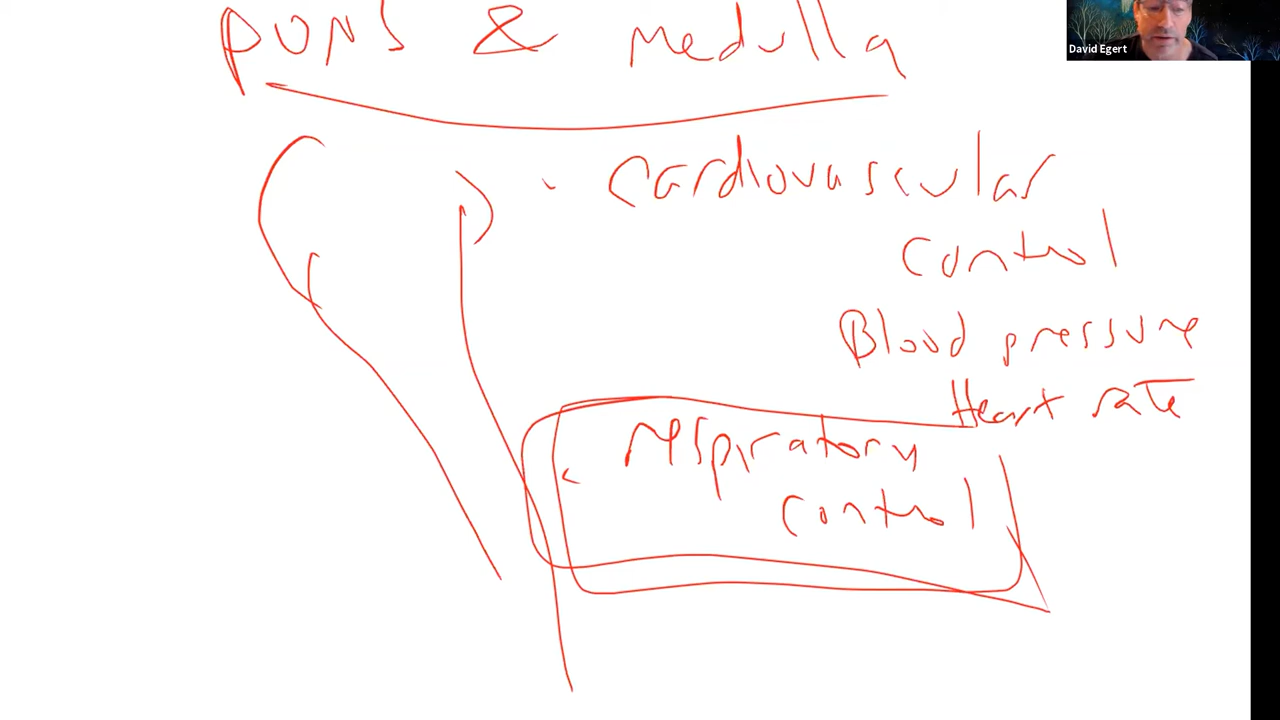 pons & medulla
David Egert
cardiovascular
control
Blood pressure
Heart rate
respiratory
control